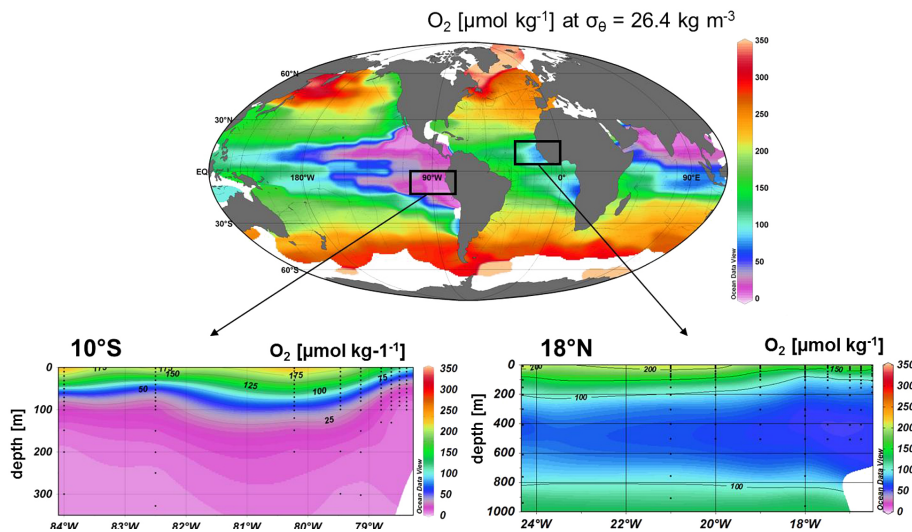 O₂ [µmol kg⁻¹] at σθ = 26.4 kg m⁻³
350
300
250
200
150
100
50
0
60°N
30°N
EQ
30°S
60°S
180°W
90°W
0°
90°E
Ocean Data View
10°S
O₂ [µmol kg-1⁻¹]
depth [m]
0
100
200
300
84°W
83°W
82°W
81°W
80°W
79°W
175
175
175
75
50
125
100
25
350
300
250
200
150
100
50
0
Ocean Data View
18°N
O₂ [µmol kg⁻¹]
depth [m]
0
200
400
600
800
1000
24°W
22°W
20°W
18°W
200
200
150
100
100
350
300
250
200
150
100
50
0
Ocean Data View